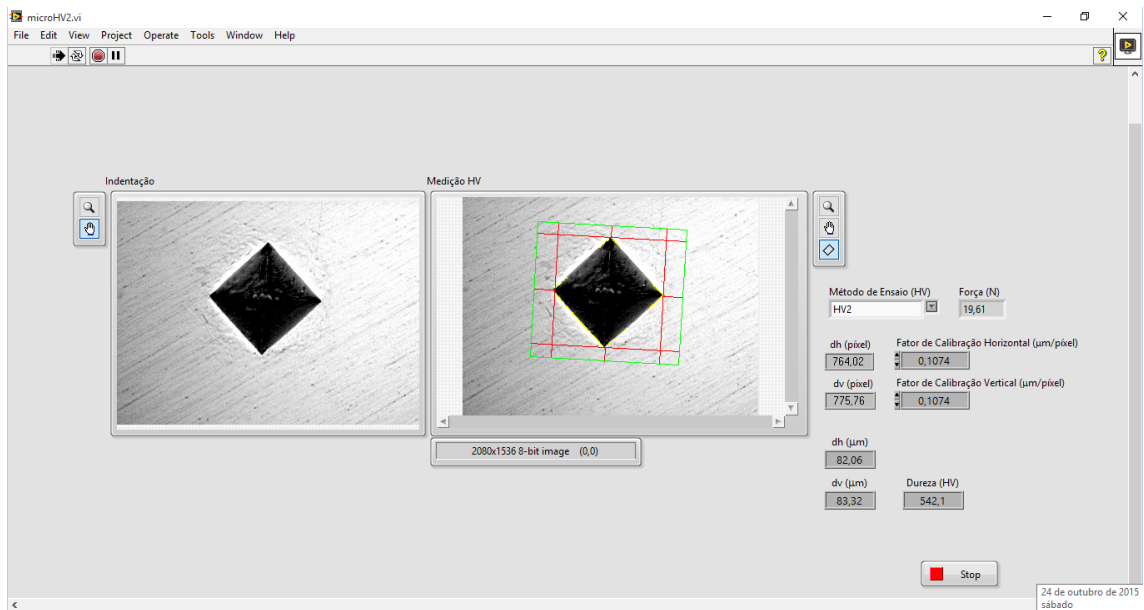 microHV2.vi
File Edit View Project Operate Tools Window Help
Indentação
Medição HV
Método de Ensaio (HV) Força (N)
HV2 19,61
dh (píxel) Fator de Calibração Horizontal (µm/píxel)
764,02 0,1074
dv (pixel) Fator de Calibração Vertical (µm/píxel)
775,76 0,1074
2080x1536 8-bit image (0,0)
dh (µm)
82,06
dv (µm) Dureza (HV)
83,32 542,1
Stop
24 de outubro de 2015
sábado